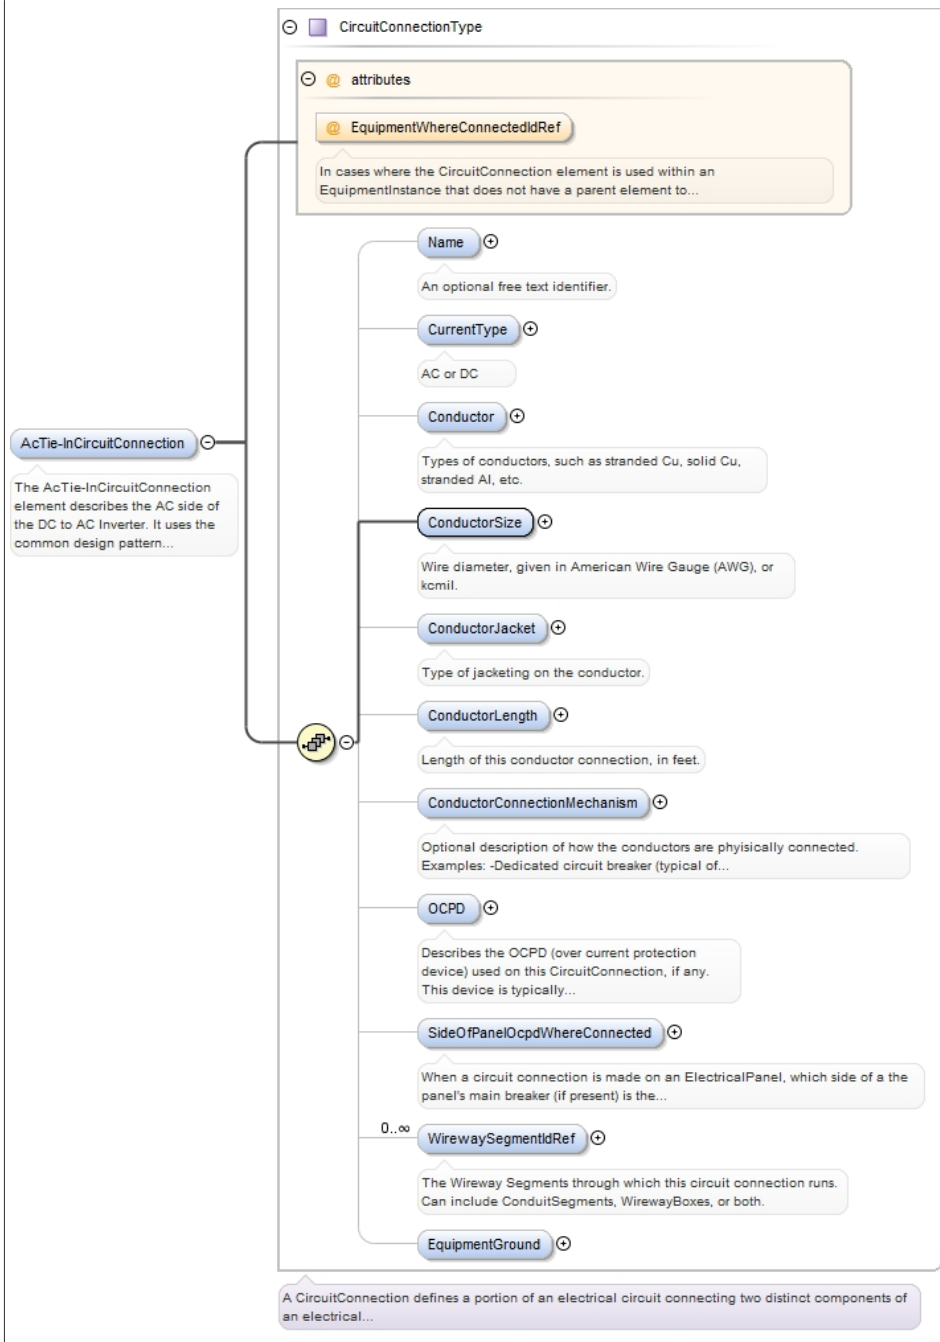 CircuitConnectionType
@ attributes
@ EquipmentWhereConnectedIdRef
In cases where the CircuitConnection element is used within an
EquipmentInstance that does not have a parent element to...
Name
An optional free text identifier.
CurrentType
AC or DC
Conductor
Types of conductors, such as stranded Cu, solid Cu,
stranded Al, etc.
AcTie-InCircuitConnection
The AcTie-InCircuitConnection
element describes the AC side of
the DC to AC Inverter. It uses the
common design pattern...
ConductorSize
Wire diameter, given in American Wire Gauge (AWG), or
kcmil.
ConductorJacket
Type of jacketing on the conductor.
ConductorLength
Length of this conductor connection, in feet.
ConductorConnectionMechanism
Optional description of how the conductors are phyisically connected.
Examples: -Dedicated circuit breaker (typical of...
OCPD
Describes the OCPD (over current protection
device) used on this CircuitConnection, if any.
This device is typically...
SideOfPanelOcpdWhereConnected
When a circuit connection is made on an ElectricalPanel, which side of a the
panel's main breaker (if present) is the...
0..∞
WirewaySegmentIdRef
The Wireway Segments through which this circuit connection runs.
Can include ConduitSegments, WirewayBoxes, or both.
EquipmentGround
A CircuitConnection defines a portion of an electrical circuit connecting two distinct components of
an electrical...